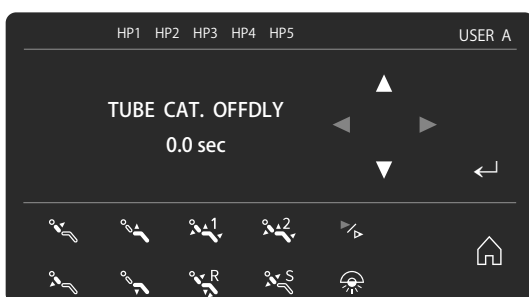 HP1 HP2 HP3 HP4 HP5 USER A
TUBE CAT. OFFDLY
0.0 sec
1 2
R S